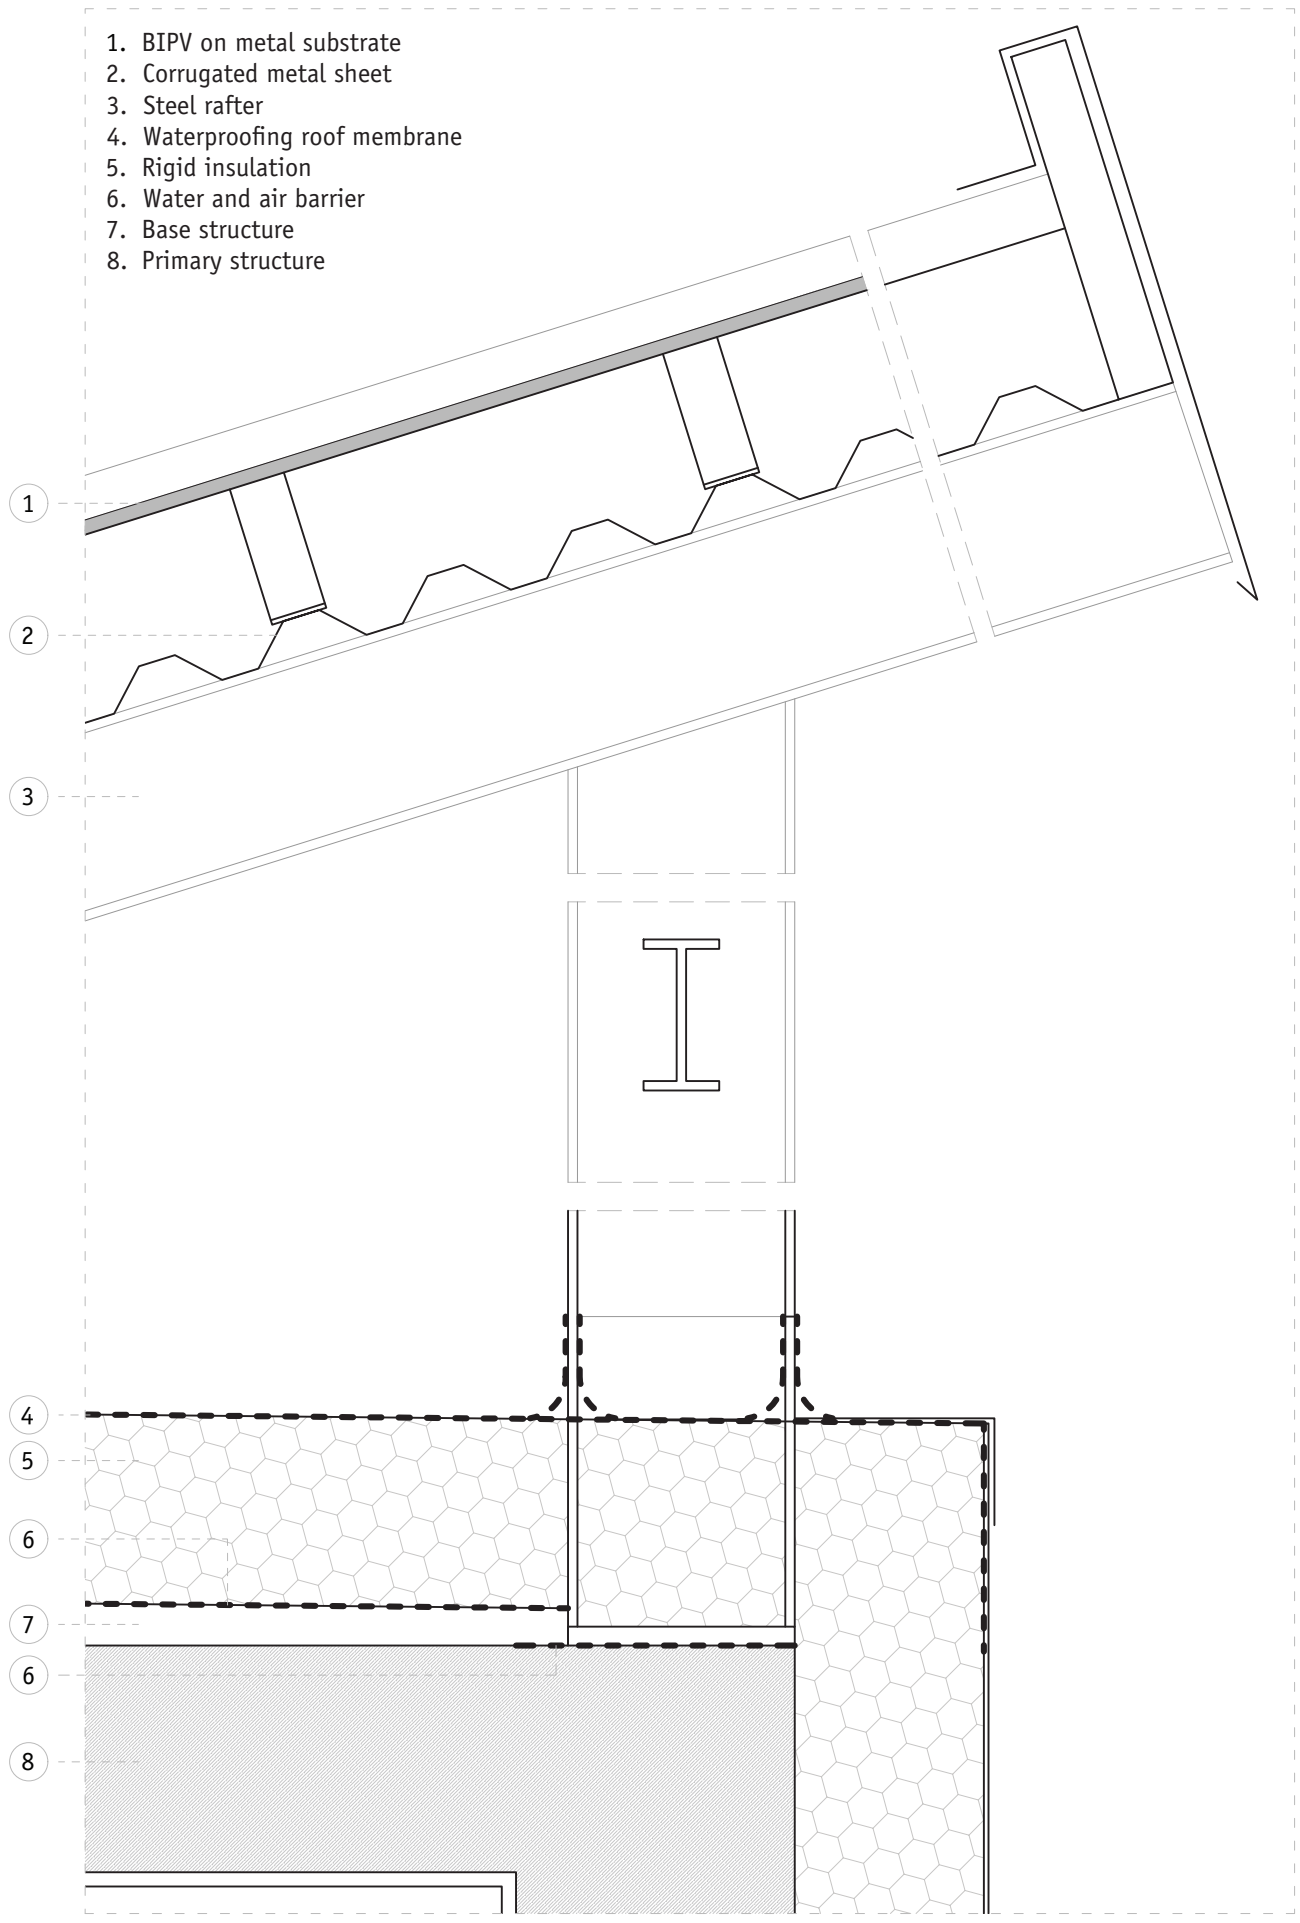 1. BIPV on metal substrate
2. Corrugated metal sheet
3. Steel rafter
4. Waterproofing roof membrane
5. Rigid insulation
6. Water and air barrier
7. Base structure
8. Primary structure
1
2
3
4
5
6
7
6
8